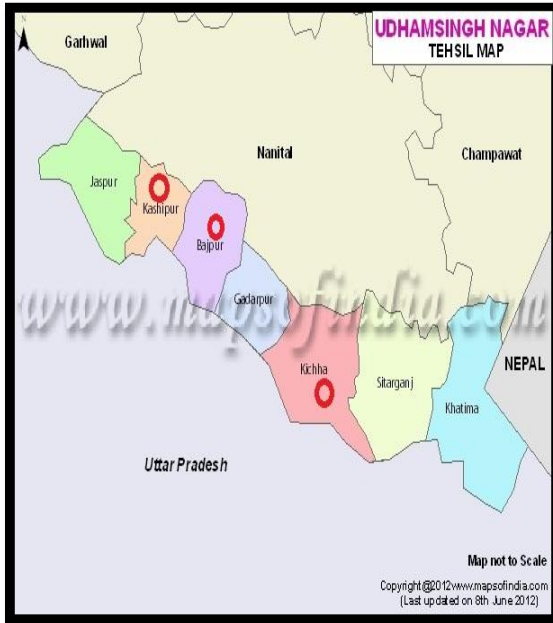 UDHAMSINGH NAGAR
TEHSIL MAP
N
Garhwal
Nanital
Champawat
Jaspur
Kashipur
Bajpur
Gadarpur
www.mapsofindia.com
Kichha
Sitarganj
Khatima
NEPAL
Uttar Pradesh
Map not to Scale
Copyright@2012www.mapsofindia.com
(Last updated on 8th June 2012)